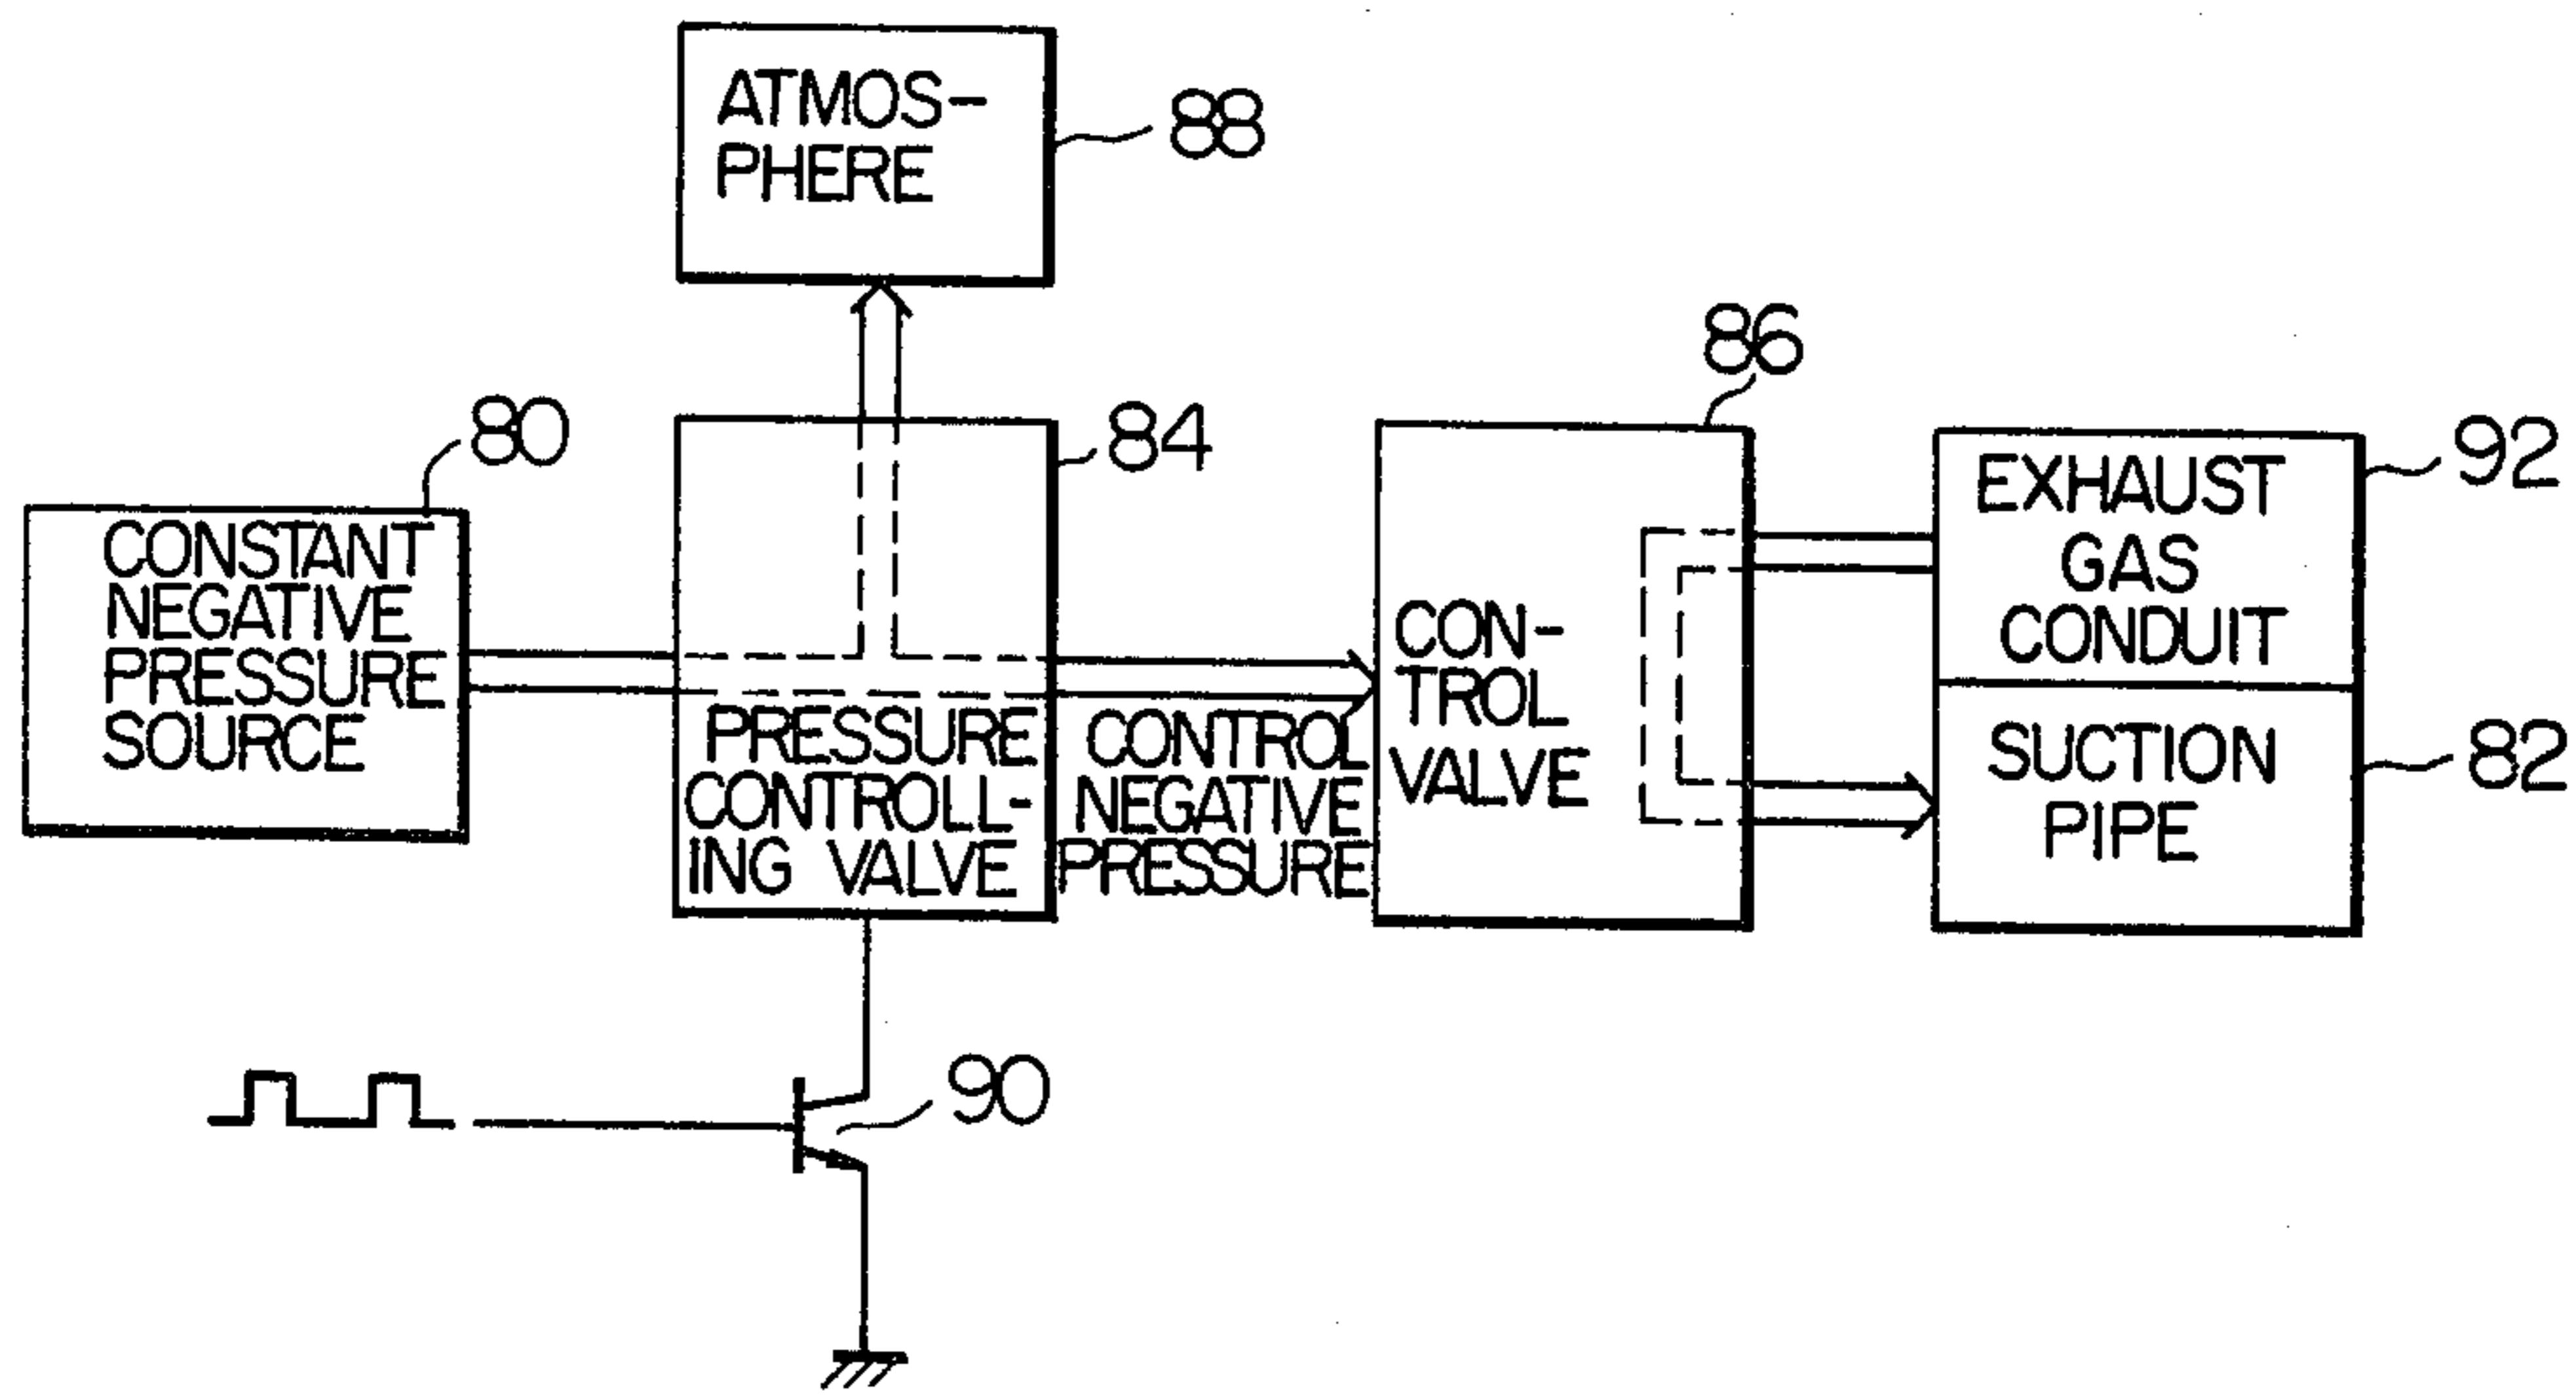 ATMOS-
PHERE
88
80
CONSTANT
NEGATIVE
PRESSURE
SOURCE
84
PRESSURE
CONTROLL-
ING VALVE
CONTROL
NEGATIVE
PRESSURE
86
CON-
TROL
VALVE
92
EXHAUST
GAS
CONDUIT
82
SUCTION
PIPE
90